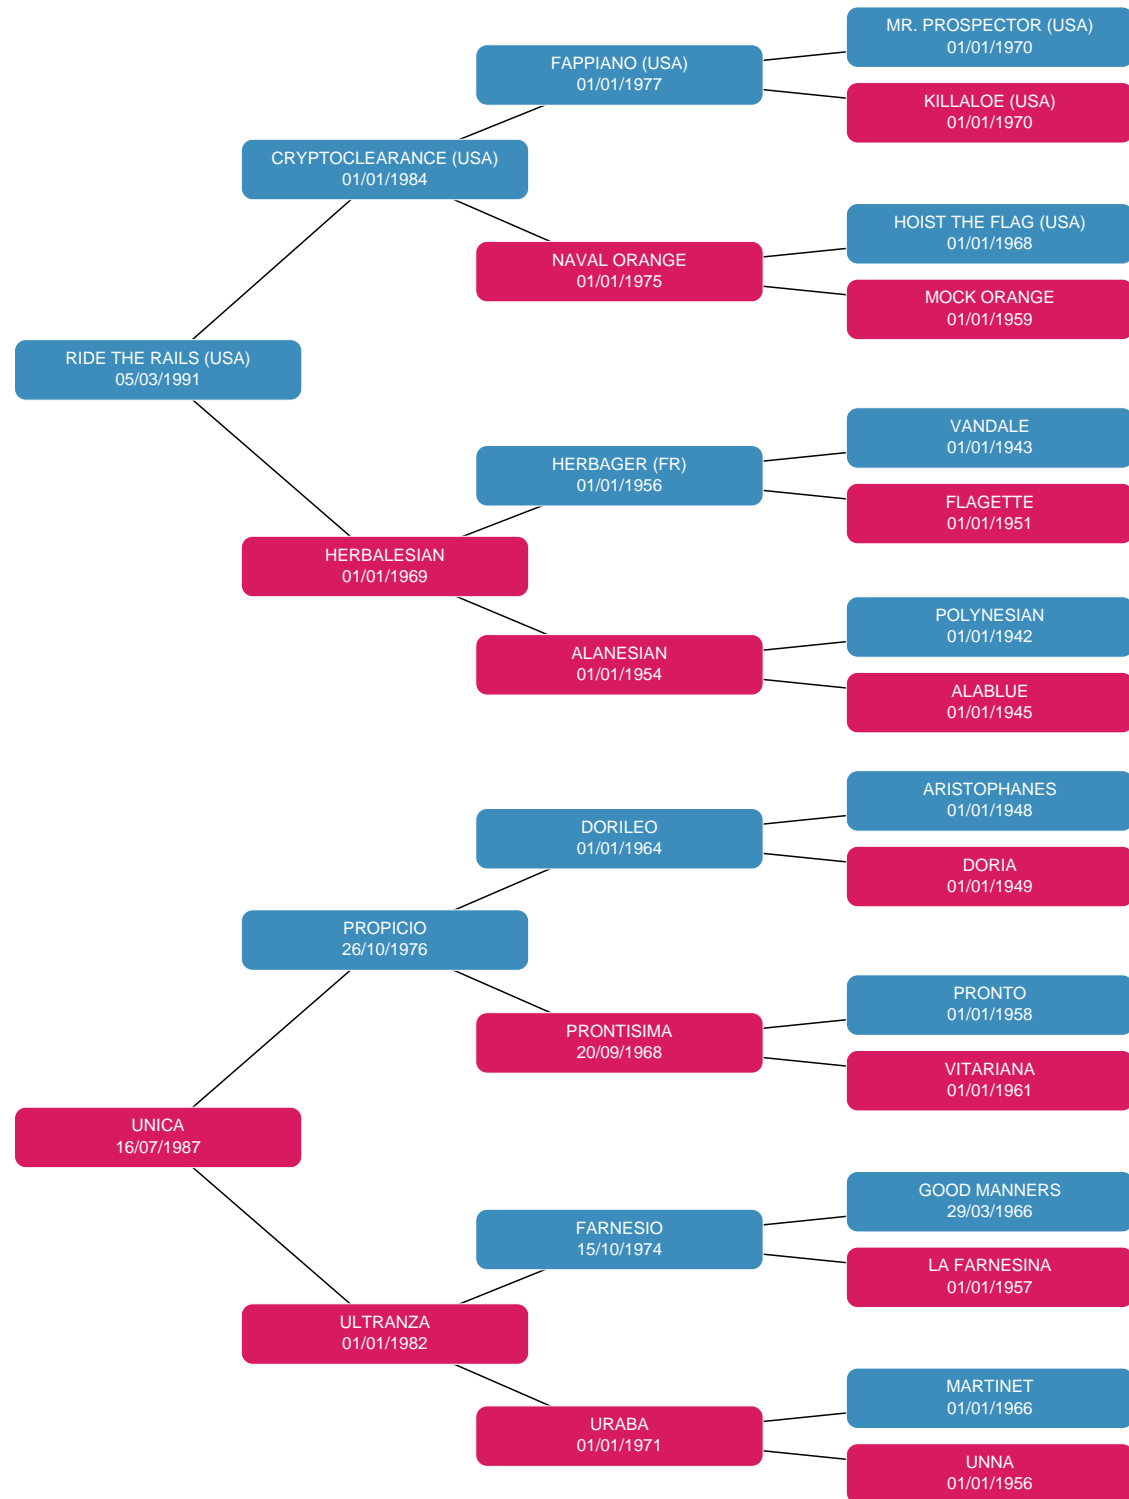 MR. PROSPECTOR (USA)
01/01/1970
FAPPIANO (USA)
01/01/1977
KILLALOE (USA)
01/01/1970
CRYPTOCLEARANCE (USA)
01/01/1984
HOIST THE FLAG (USA)
01/01/1968
NAVAL ORANGE
01/01/1975
MOCK ORANGE
01/01/1959
RIDE THE RAILS (USA)
05/03/1991
VANDALE
01/01/1943
HERBAGER (FR)
01/01/1956
FLAGETTE
01/01/1951
HERBALESIAN
01/01/1969
POLYNESIAN
01/01/1942
ALANESIAN
01/01/1954
ALABLUE
01/01/1945
ARISTOPHANES
01/01/1948
DORILEO
01/01/1964
DORIA
01/01/1949
PROPICIO
26/10/1976
PRONTO
01/01/1958
PRONTISIMA
20/09/1968
VITARIANA
01/01/1961
UNICA
16/07/1987
GOOD MANNERS
29/03/1966
FARNESIO
15/10/1974
LA FARNESINA
01/01/1957
ULTRANZA
01/01/1982
MARTINET
01/01/1966
URABA
01/01/1971
UNNA
01/01/1956